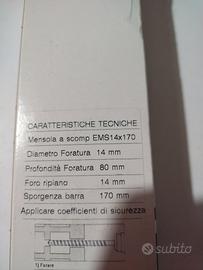 CARATTERISTICHE TECNICHE
Mensola a scomp EMS14x170
Diametro Foratura 14 mm
Profondità Foratura 80 mm
Foro ripiano 14 mm
Sporgenza barra 170 mm
Applicare coefficienti di sicurezza
1) Forare
subito